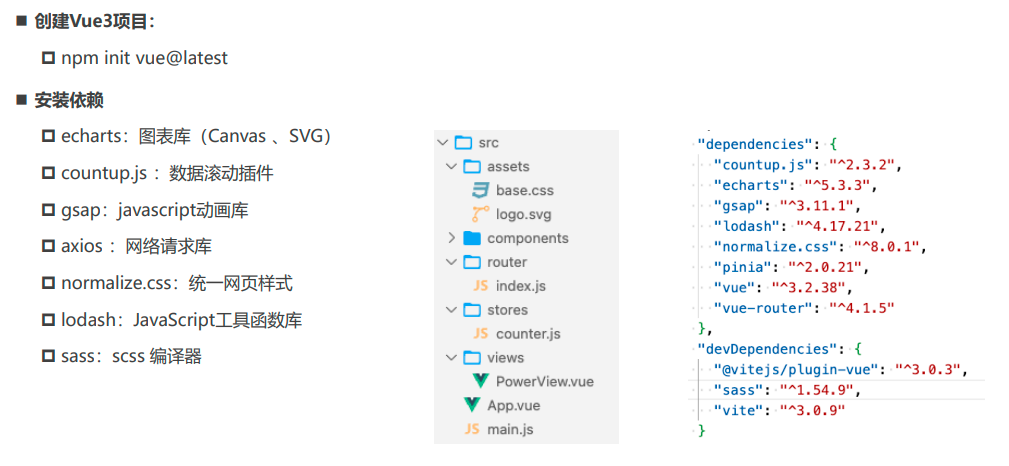 创建Vue3项目：
npm init vue@latest
安装依赖
echarts：图表库（Canvas 、SVG）
countup.js ：数据滚动插件
gsap：javascript动画库
axios ：网络请求库
normalize.css：统一网页样式
lodash：JavaScript工具函数库
sass：scss 编译器
src
assets
base.css
logo.svg
components
router
index.js
stores
counter.js
views
PowerView.vue
App.vue
main.js
"dependencies": {
"countup.js": "^2.3.2",
"echarts": "^5.3.3",
"gsap": "^3.11.1",
"lodash": "^4.17.21",
"normalize.css": "^8.0.1",
"pinia": "^2.0.21",
"vue": "^3.2.38",
"vue-router": "^4.1.5"
},
"devDependencies": {
"@vitejs/plugin-vue": "^3.0.3",
"sass": "^1.54.9",
"vite": "^3.0.9"
}